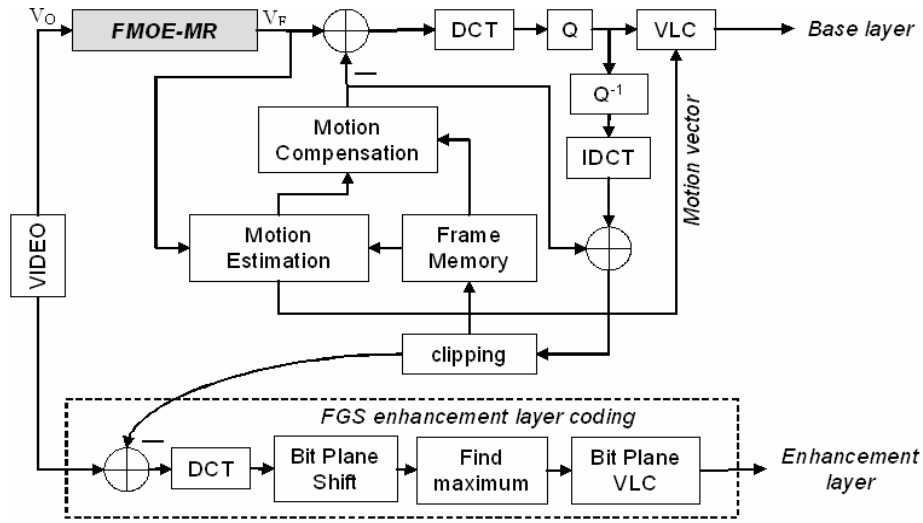 V_O
FMOE-MR
V_F
DCT
Q
VLC
Base layer
Q⁻¹
IDCT
Motion
Compensation
Motion vector
VIDEO
Motion
Estimation
Frame
Memory
clipping
FGS enhancement layer coding
DCT
Bit Plane
Shift
Find
maximum
Bit Plane
VLC
Enhancement
layer